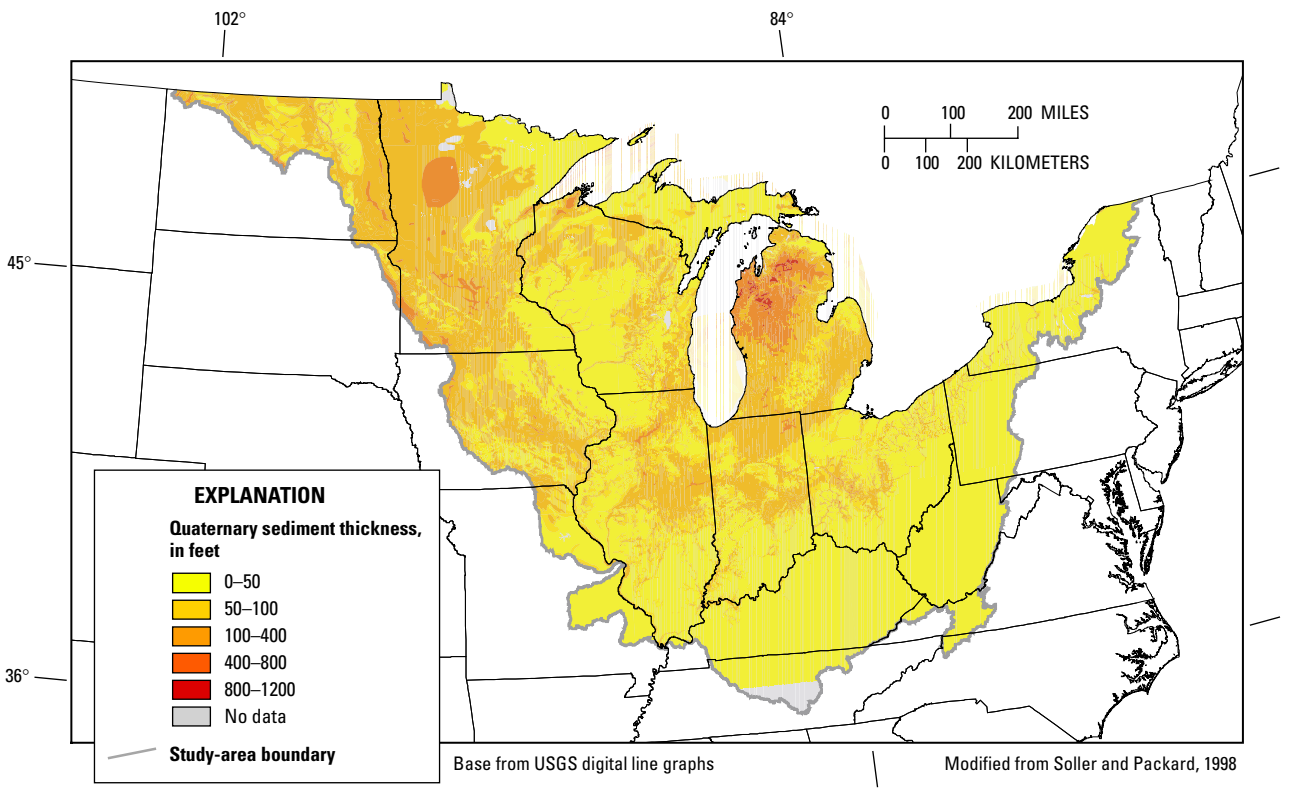 102°
84°
0 100 200 MILES
0 100 200 KILOMETERS
45°
36°
EXPLANATION
Quaternary sediment thickness,
in feet
0–50
50–100
100–400
400–800
800–1200
No data
Study-area boundary
Base from USGS digital line graphs
Modified from Soller and Packard, 1998